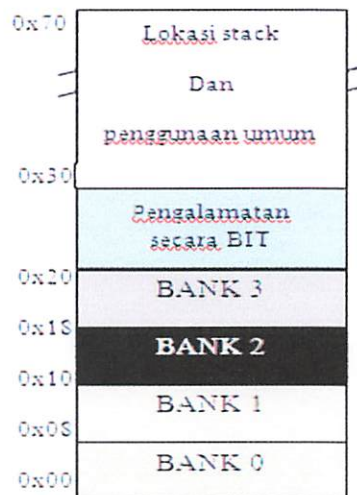 0x70
Lokasi stack
Dan
penggunaan umum
0x30
Pengalamatan
secara BIT
0x20
BANK 3
0x18
BANK 2
0x10
BANK 1
0x08
BANK 0
0x00